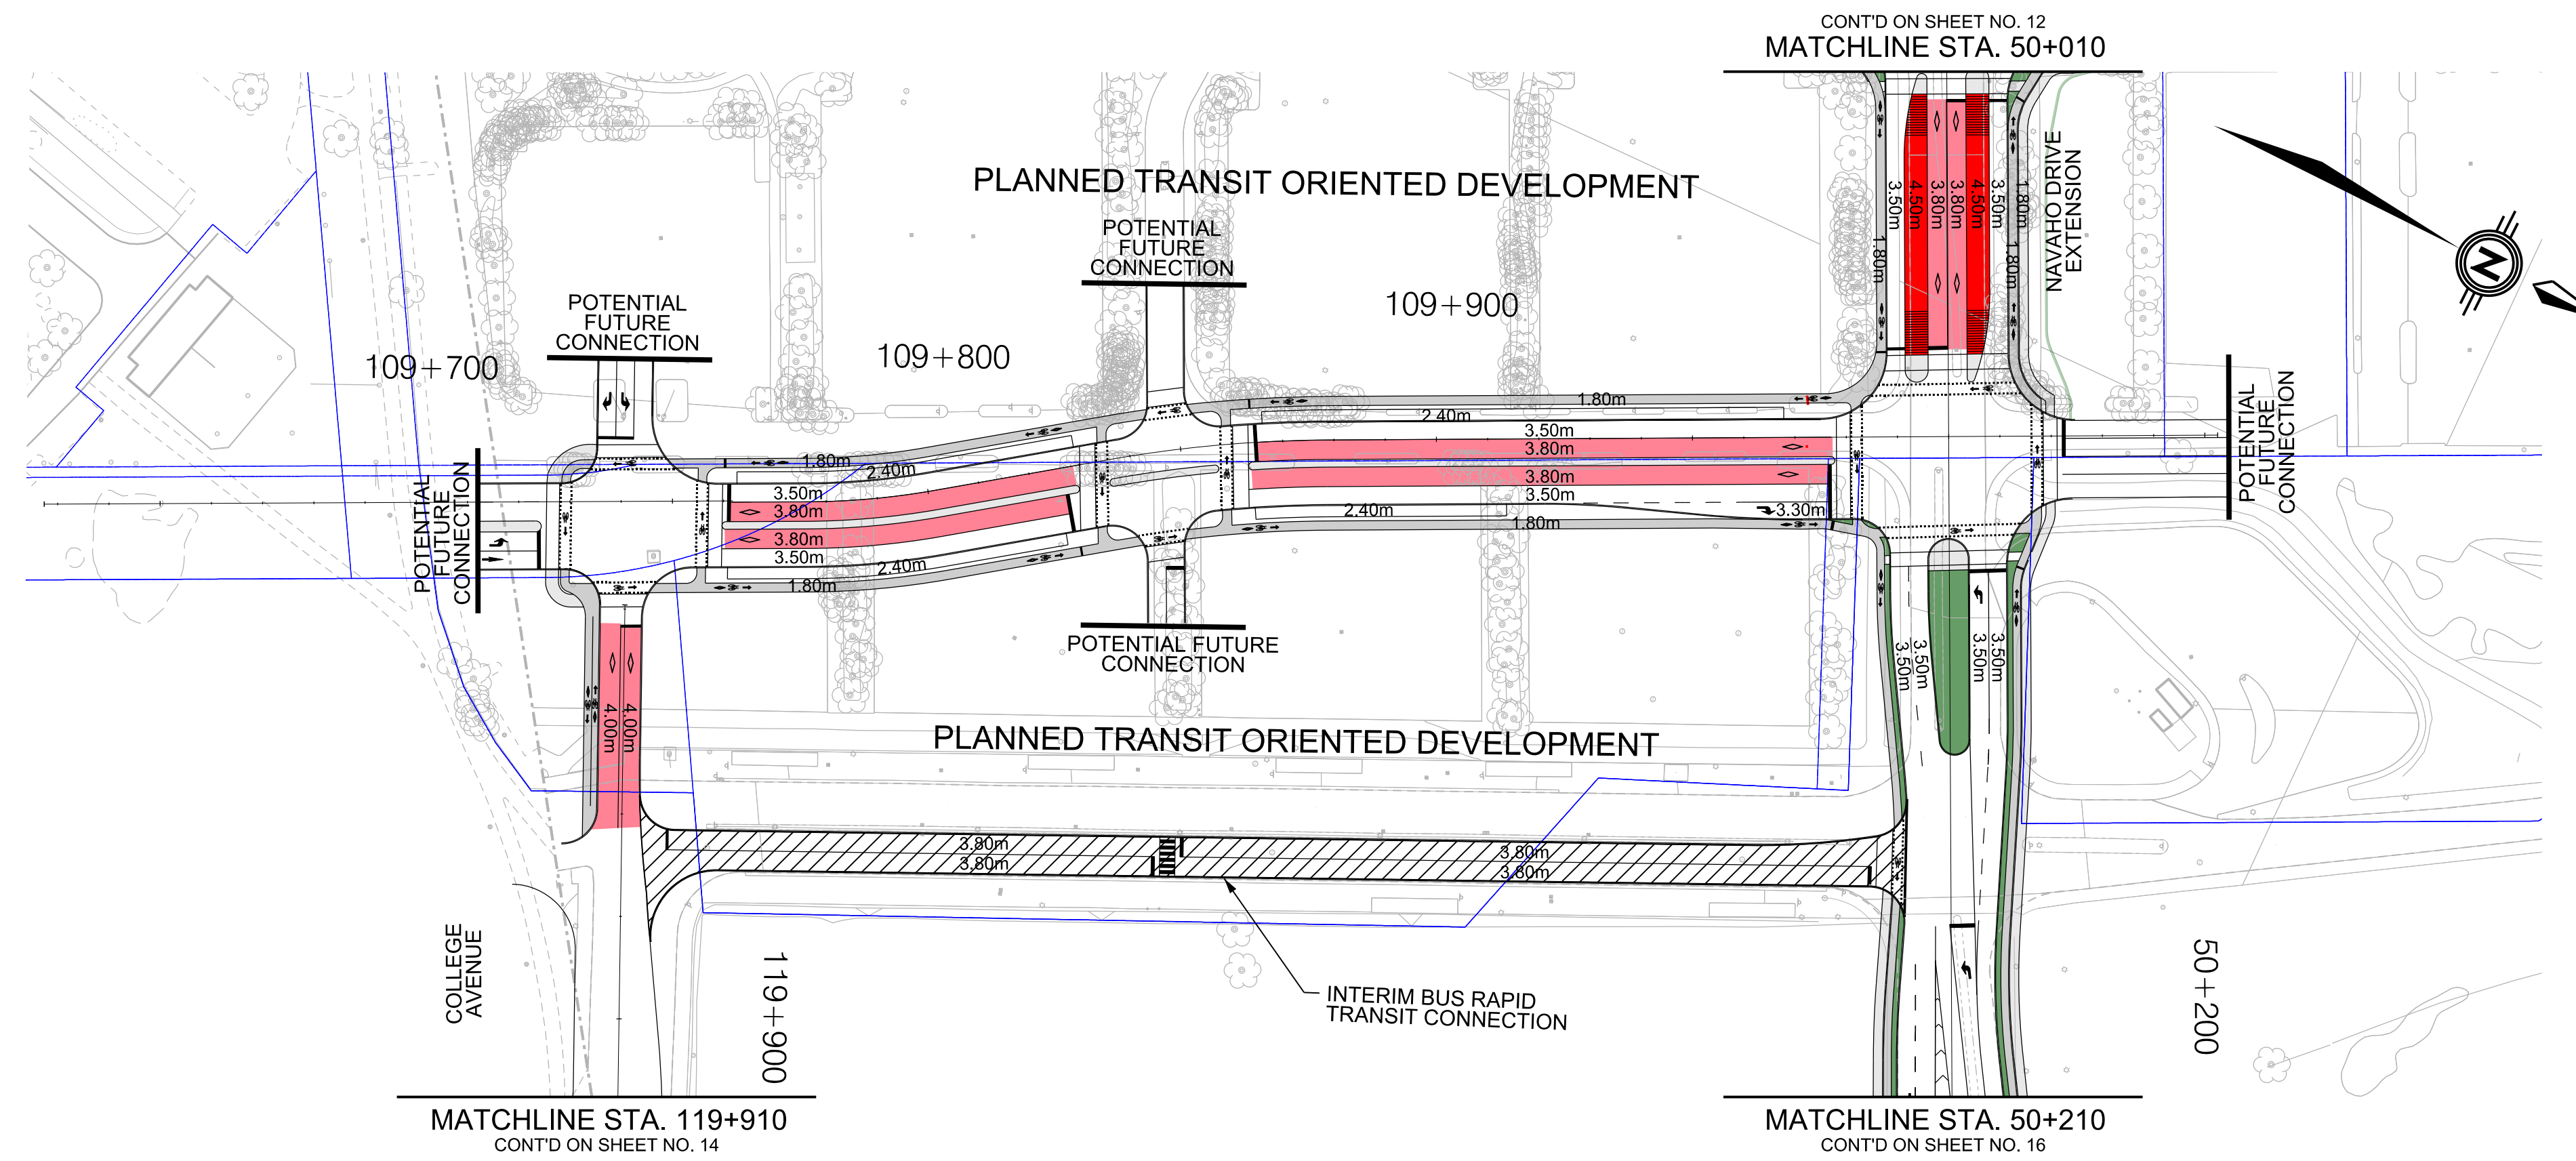 CONT'D ON SHEET NO. 12
MATCHLINE STA. 50+010
PLANNED TRANSIT ORIENTED DEVELOPMENT
POTENTIAL
FUTURE
CONNECTION
POTENTIAL
FUTURE
CONNECTION
109+700
109+800
109+900
3.50m
4.50m
3.80m
3.80m
4.50m
3.50m
1.80m
1.80m
1.80m
NAVAHO DRIVE
EXTENSION
N
POTENTIAL
FUTURE
CONNECTION
1.80m
2.40m
3.50m
3.80m
3.80m
3.50m
2.40m
1.80m
1.80m
2.40m
3.50m
3.80m
3.80m
3.50m
2.40m
3.30m
1.80m
POTENTIAL
FUTURE
CONNECTION
POTENTIAL FUTURE
CONNECTION
4.00m
4.00m
3.50m
3.50m
3.50m
3.50m
PLANNED TRANSIT ORIENTED DEVELOPMENT
3.80m
3.80m
3.80m
3.80m
COLLEGE
AVENUE
119+900
INTERIM BUS RAPID
TRANSIT CONNECTION
50+200
MATCHLINE STA. 119+910
CONT'D ON SHEET NO. 14
MATCHLINE STA. 50+210
CONT'D ON SHEET NO. 16